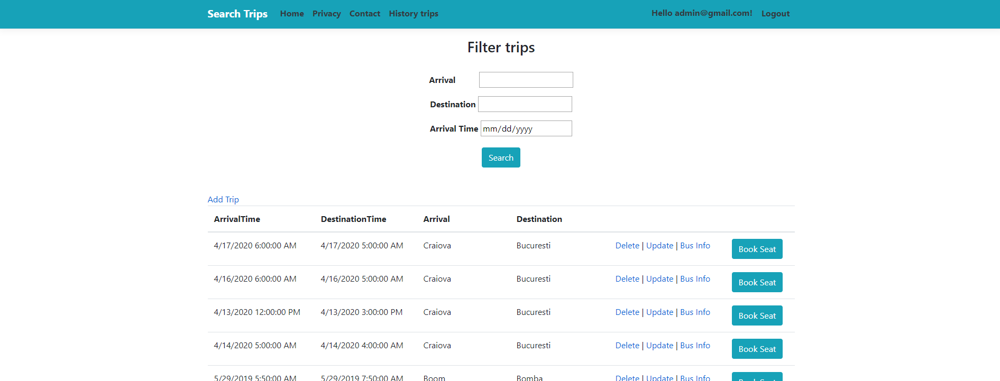 Search Trips Home Privacy Contact History trips Hello admin@gmail.com! Logout
Filter trips
Arrival
Destination
Arrival Time mm/dd/yyyy
Search
Add Trip
ArrivalTime DestinationTime Arrival Destination
4/17/2020 6:00:00 AM 4/17/2020 5:00:00 AM Craiova Bucuresti Delete | Update | Bus Info Book Seat
4/16/2020 6:00:00 AM 4/16/2020 5:00:00 AM Craiova Bucuresti Delete | Update | Bus Info Book Seat
4/13/2020 12:00:00 PM 4/13/2020 3:00:00 PM Craiova Bucuresti Delete | Update | Bus Info Book Seat
4/14/2020 5:00:00 AM 4/14/2020 4:00:00 AM Craiova Bucuresti Delete | Update | Bus Info Book Seat
5/29/2019 5:50:00 AM 5/29/2019 7:50:00 AM Boom Bomba Delete | Update | Bus Info Book Seat